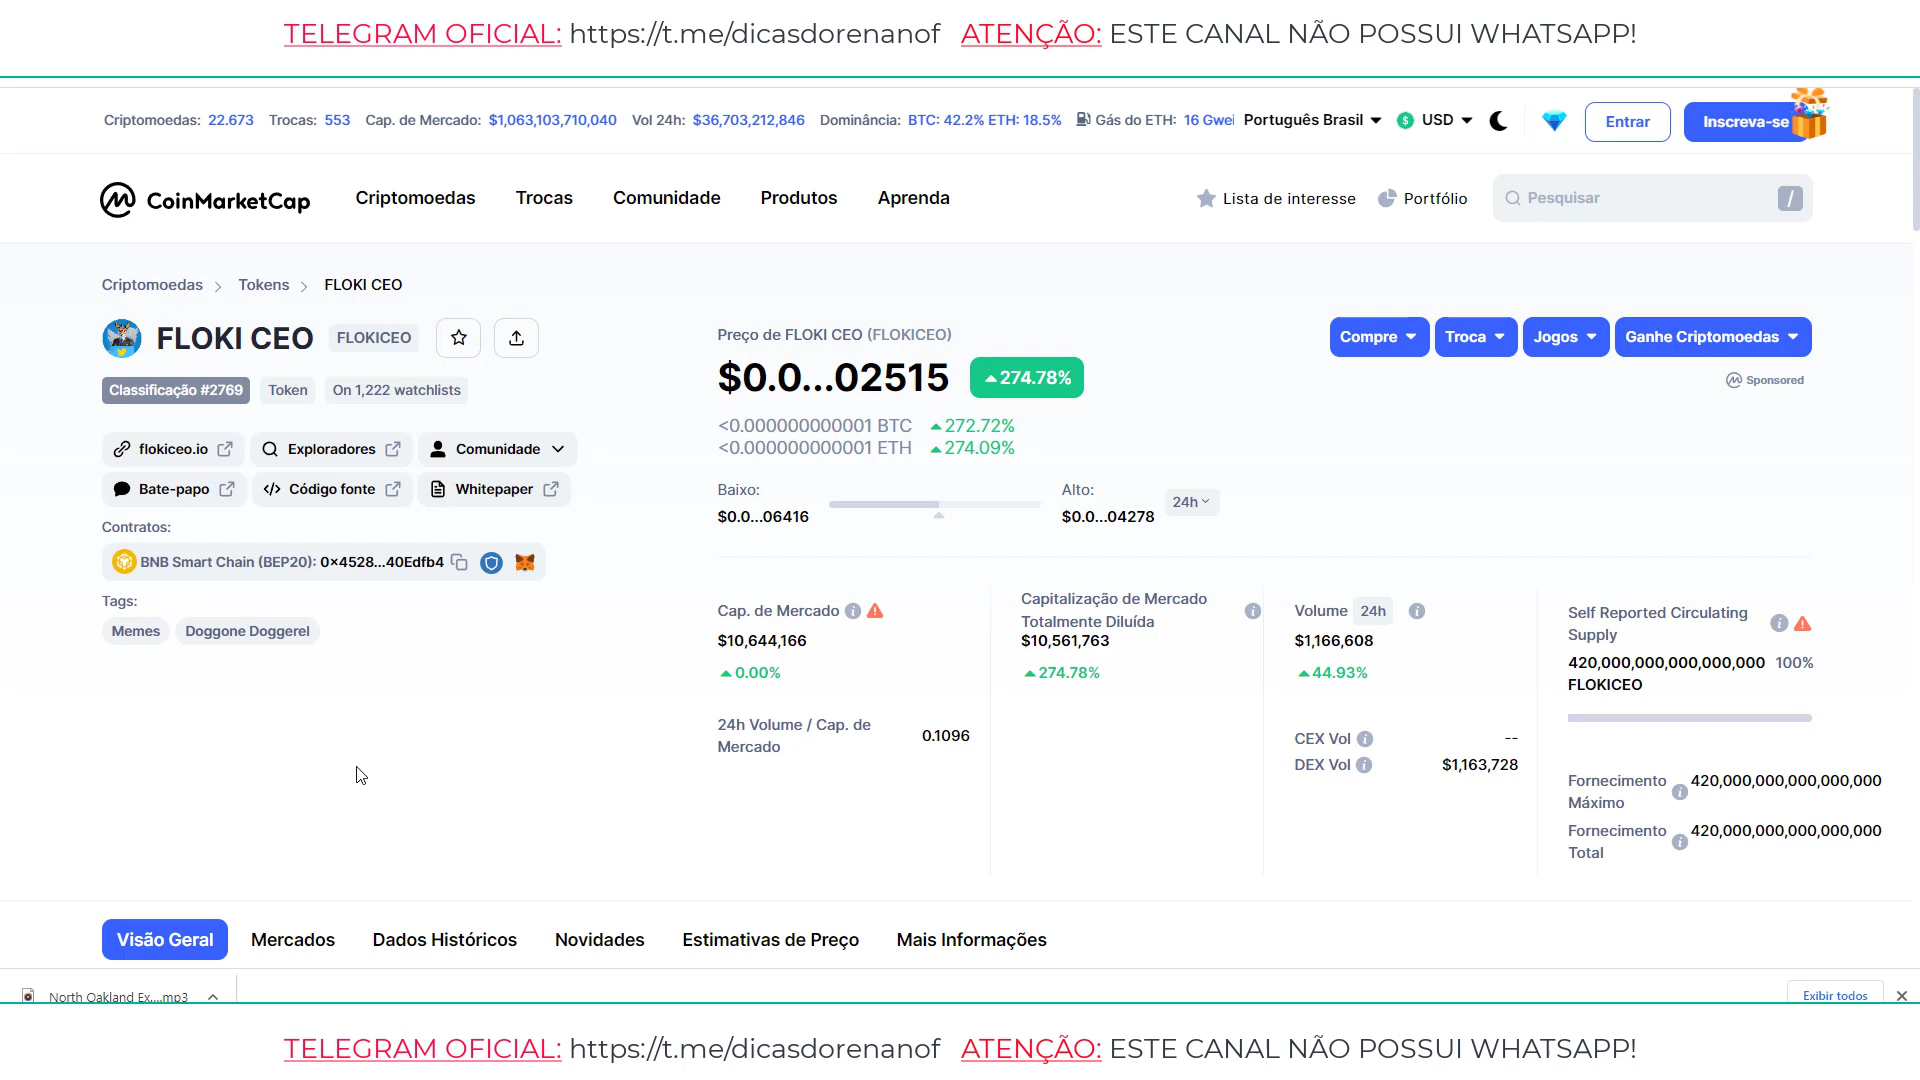 TELEGRAM OFICIAL: https://t.me/dicasdorenanof ATENÇÃO: ESTE CANAL NÃO POSSUI WHATSAPP!
Criptomoedas: 22.673 Trocas: 553 Cap. de Mercado: $1,063,103,710,040 Vol 24h: $36,703,212,846 Dominância: BTC: 42.2% ETH: 18.5% Gás do ETH: 16 Gwei Português Brasil USD Entrar Inscreva-se
CoinMarketCap Criptomoedas Trocas Comunidade Produtos Aprenda Lista de interesse Portfólio Pesquisar /
Criptomoedas > Tokens > FLOKI CEO
FLOKI CEO FLOKICEO
Classificação #2769 Token On 1,222 watchlists
flokiceo.io Exploradores Comunidade
Bate-papo Código fonte Whitepaper
Contratos:
BNB Smart Chain (BEP20): 0x4528...40Edfb4
Tags:
Memes Doggone Doggerel
Preço de FLOKI CEO (FLOKICEO)
$0.0...02515 274.78%
<0.000000000001 BTC 272.72%
<0.000000000001 ETH 274.09%
Baixo:
$0.0...06416
Alto:
$0.0...04278
24h
Compre Troca Jogos Ganhe Criptomoedas
Sponsored
Cap. de Mercado
$10,644,166
0.00%
24h Volume / Cap. de
Mercado
0.1096
Capitalização de Mercado
Totalmente Diluída
$10,561,763
274.78%
Volume 24h
$1,166,608
44.93%
CEX Vol --
DEX Vol $1,163,728
Self Reported Circulating
Supply
420,000,000,000,000,000 100%
FLOKICEO
Fornecimento
Máximo
420,000,000,000,000,000
Fornecimento
Total
420,000,000,000,000,000
Visão Geral Mercados Dados Históricos Novidades Estimativas de Preço Mais Informações
North Oakland Ex....mp3 Exibir todos
TELEGRAM OFICIAL: https://t.me/dicasdorenanof ATENÇÃO: ESTE CANAL NÃO POSSUI WHATSAPP!